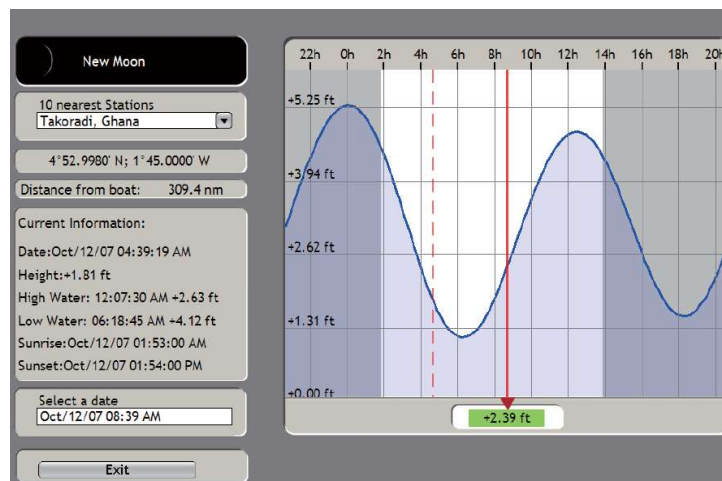 New Moon
10 nearest Stations
Takoradi, Ghana
4°52.9980' N; 1°45.0000' W
Distance from boat: 309.4 nm
Current Information:
Date:Oct/12/07 04:39:19 AM
Height:+1.81 ft
High Water: 12:07:30 AM +2.63 ft
Low Water: 06:18:45 AM +4.12 ft
Sunrise:Oct/12/07 01:53:00 AM
Sunset:Oct/12/07 01:54:00 PM
Select a date
Oct/12/07 08:39 AM
Exit
22h 0h 2h 4h 6h 8h 10h 12h 14h 16h 18h 20h
+5.25 ft
+3.94 ft
+2.62 ft
+1.31 ft
+0.00 ft
+2.39 ft